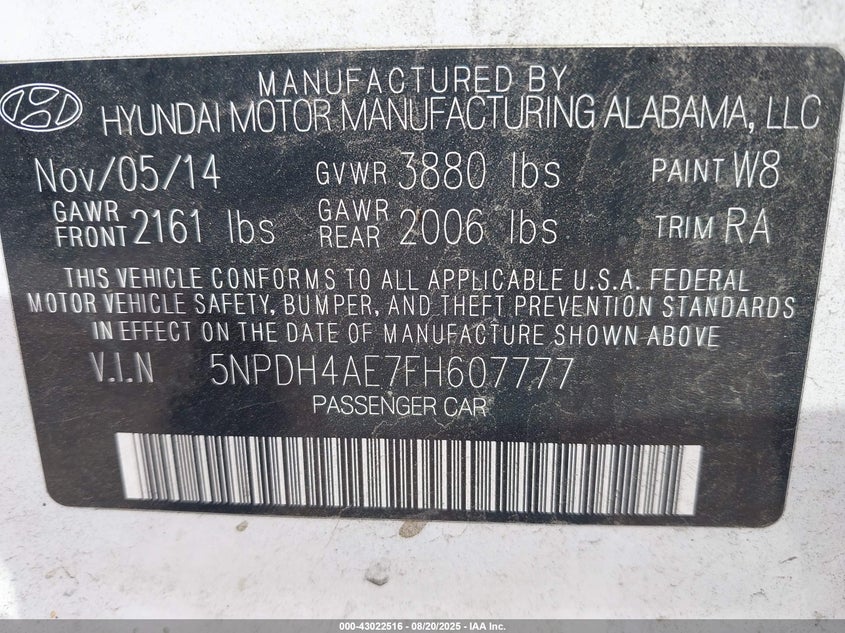 MANUFACTURED BY
HYUNDAI MOTOR MANUFACTURING ALABAMA, LLC
Nov/05/14 GVWR 3880 lbs PAINT W8
GAWR FRONT 2161 lbs GAWR REAR 2006 lbs TRIM RA
THIS VEHICLE CONFORMS TO ALL APPLICABLE U.S.A. FEDERAL
MOTOR VEHICLE SAFETY, BUMPER, AND THEFT PREVENTION STANDARDS
IN EFFECT ON THE DATE OF MANUFACTURE SHOWN ABOVE.
V.I.N 5NPDH4AE7FH607777
PASSENGER CAR
000-43022516 - 08/20/2025 - IAA Inc.